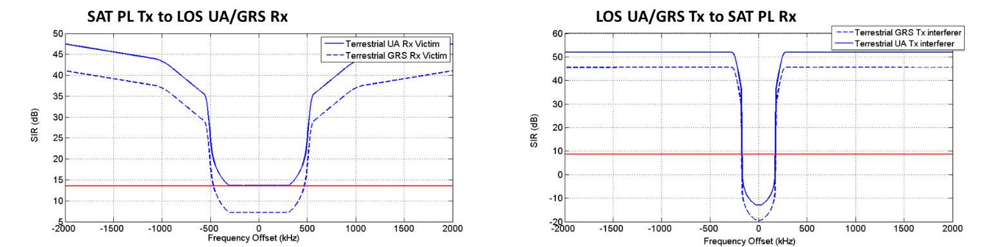 SAT PL Tx to LOS UA/GRS Rx
50
45
40
35
30
25
20
15
10
5
SIR (dB)
-2000 -1500 -1000 -500 0 500 1000 1500 2000
Frequency Offset (kHz)
Terrestrial UA Rx Victim
Terrestrial GRS Rx Victim
LOS UA/GRS Tx to SAT PL Rx
60
50
40
30
20
10
0
-10
-20
SIR (dB)
-2000 -1500 -1000 -500 0 500 1000 1500 2000
Frequency Offset (kHz)
Terrestrial GRS Tx interferer
Terrestrial UA Tx interferer